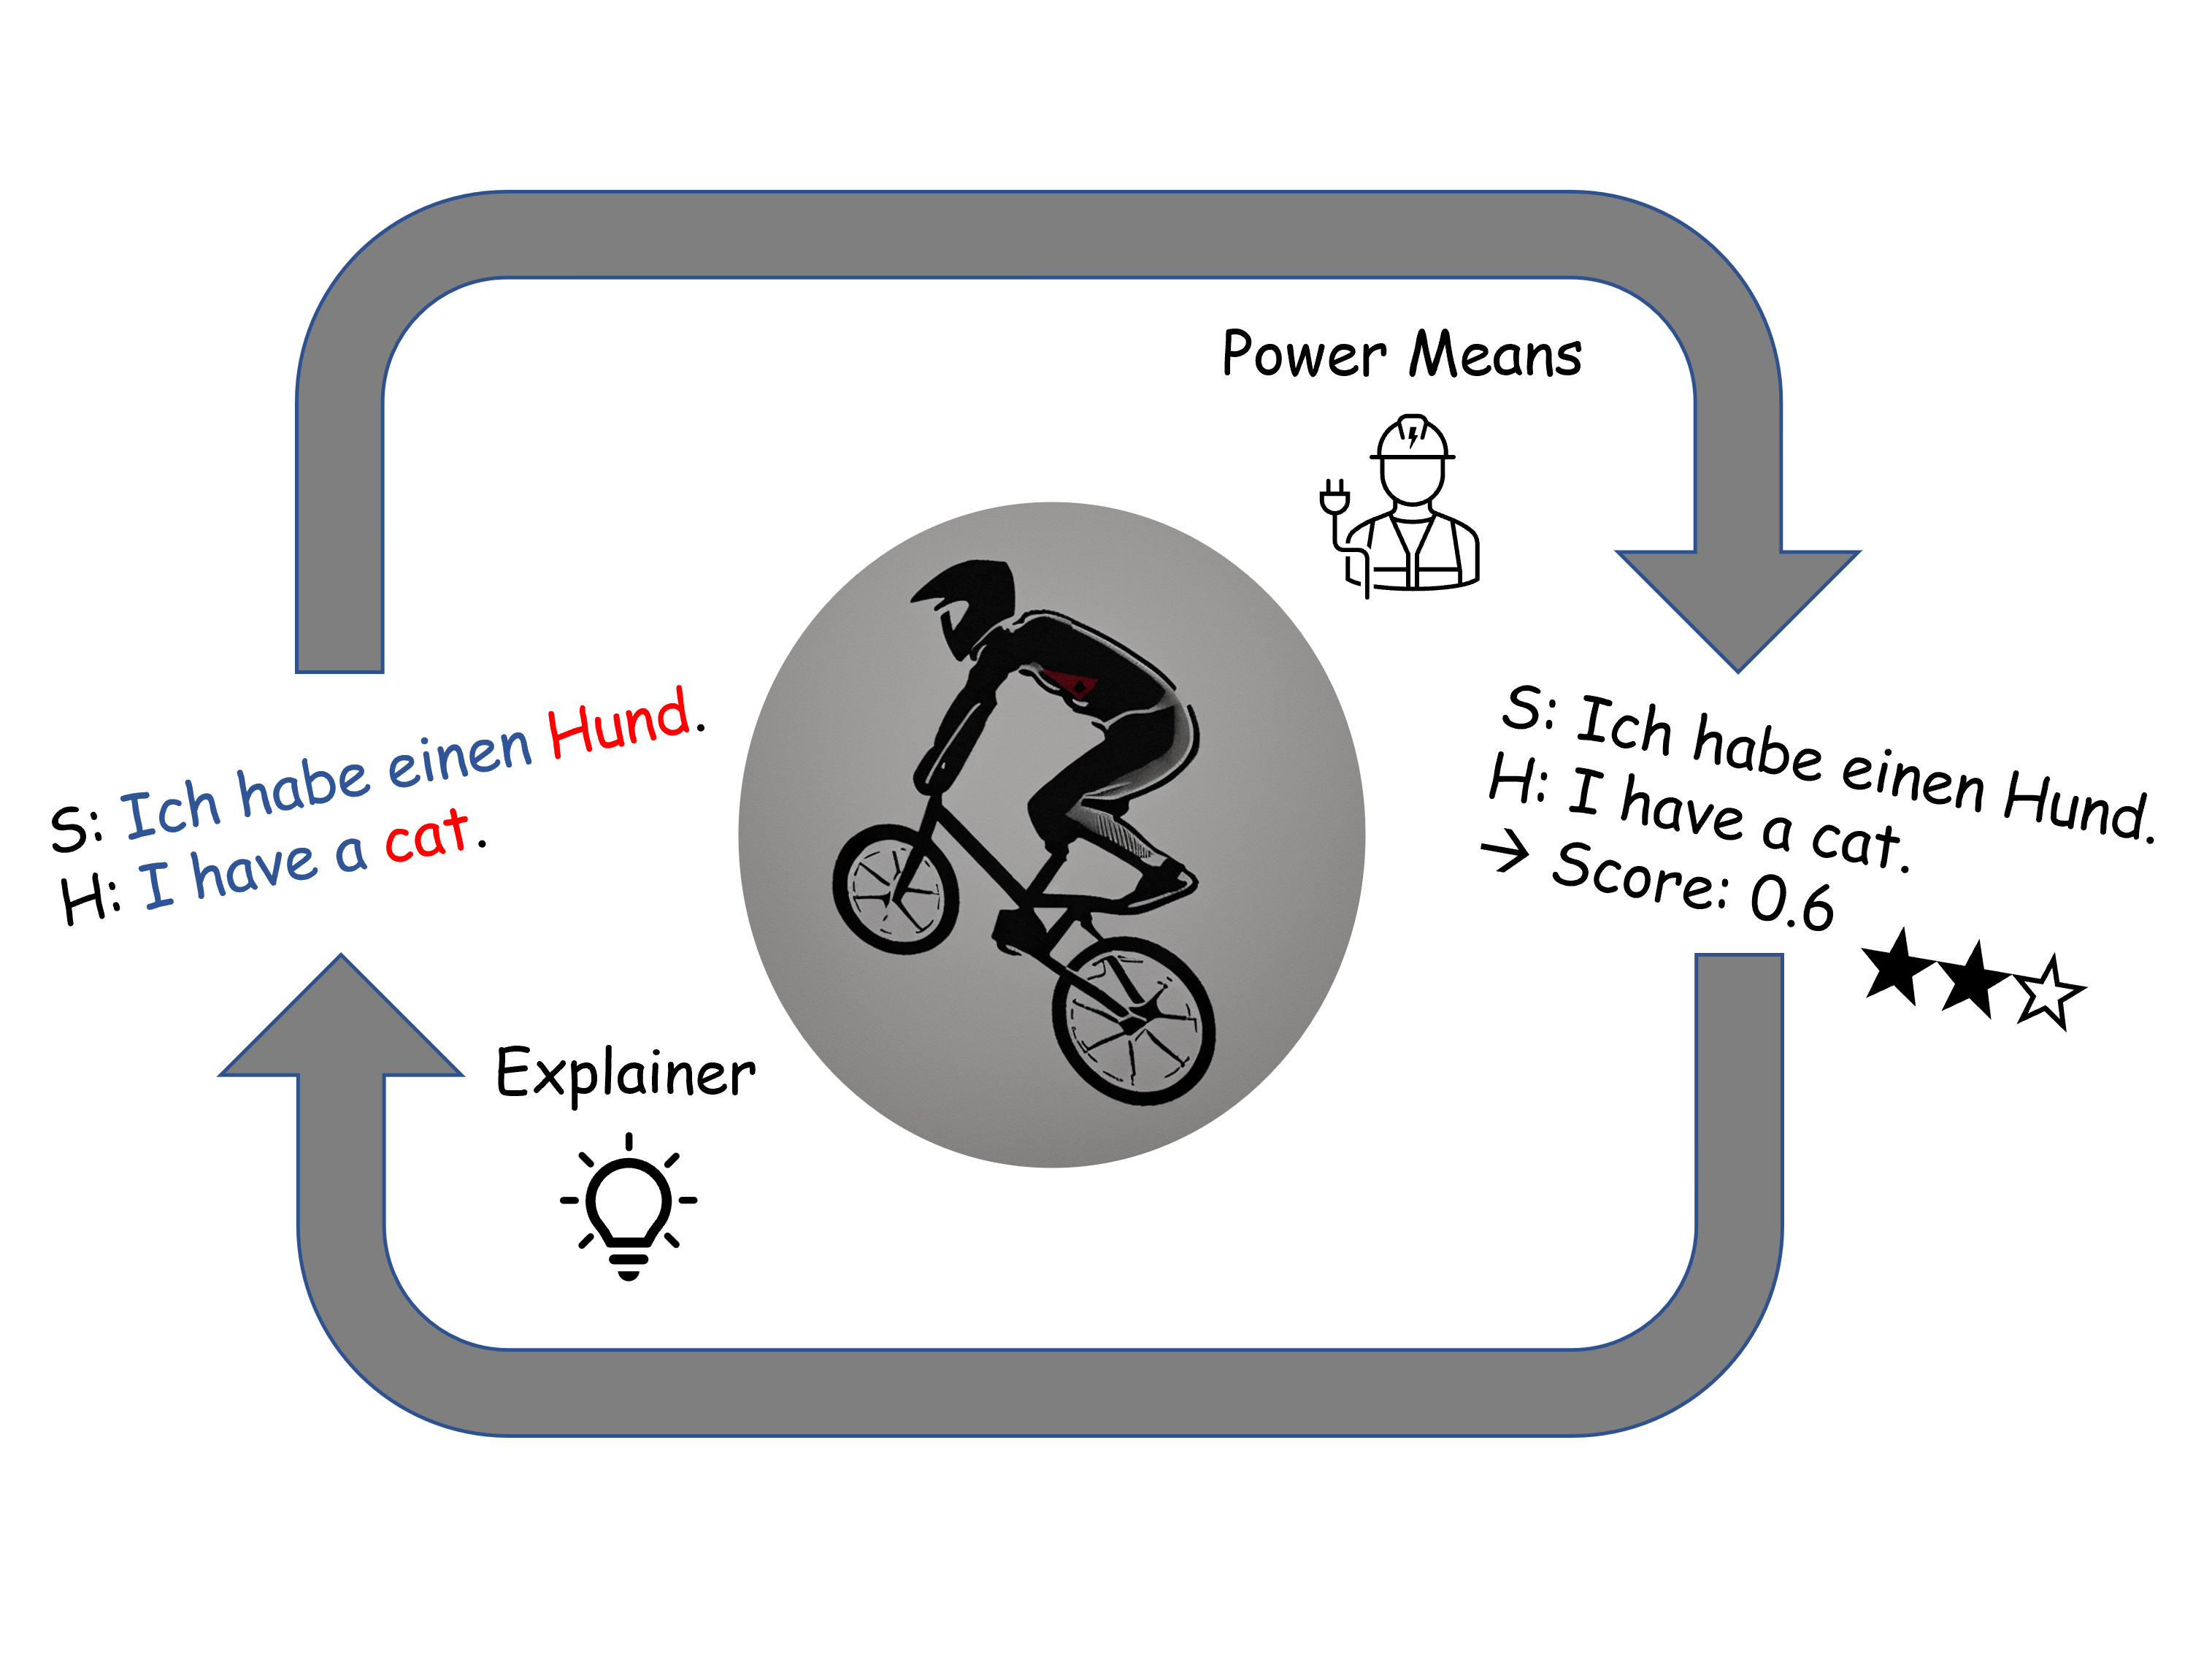 Power Means
S: Ich habe einen Hund.
H: I have a cat.
S: Ich habe einen Hund.
H: I have a cat.
→ Score: 0.6
Explainer